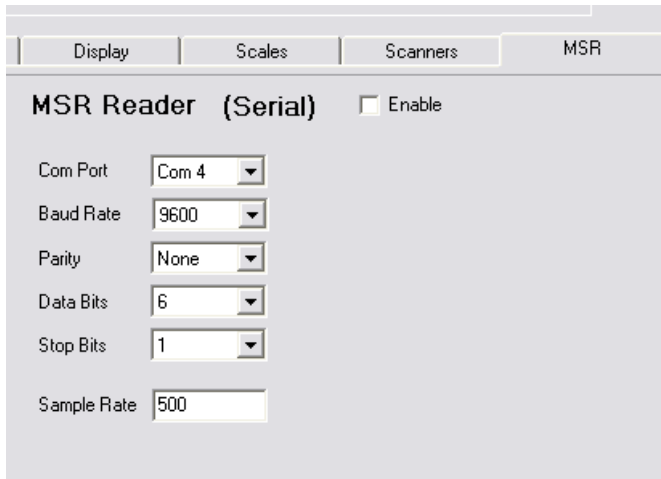 Display Scales Scanners MSR
MSR Reader (Serial) Enable
Com Port Com 4
Baud Rate 9600
Parity None
Data Bits 6
Stop Bits 1
Sample Rate 500